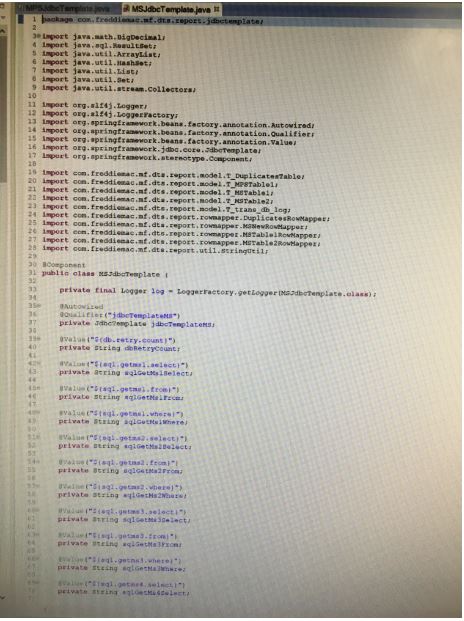 MPSJdbcTemplate.java MSJdbcTemplate.java
1 package com.freddiemac.mf.dts.report.jdbctemplate;
2
3 import java.math.BigDecimal;
4 import java.sql.ResultSet;
5 import java.util.ArrayList;
6 import java.util.HashSet;
7 import java.util.List;
8 import java.util.Set;
9 import java.util.stream.Collectors;
10
11 import org.slf4j.Logger;
12 import org.slf4j.LoggerFactory;
13 import org.springframework.beans.factory.annotation.Autowired;
14 import org.springframework.beans.factory.annotation.Qualifier;
15 import org.springframework.beans.factory.annotation.Value;
16 import org.springframework.jdbc.core.JdbcTemplate;
17 import org.springframework.stereotype.Component;
18
19 import com.freddiemac.mf.dts.report.model.T_DuplicatesTable;
20 import com.freddiemac.mf.dts.report.model.T_MPSTable1;
21 import com.freddiemac.mf.dts.report.model.T_MSTable1;
22 import com.freddiemac.mf.dts.report.model.T_MSTable2;
23 import com.freddiemac.mf.dts.report.model.T_trans_db_log;
24 import com.freddiemac.mf.dts.report.rowmapper.DuplicatesRowMapper;
25 import com.freddiemac.mf.dts.report.rowmapper.MSNewRowMapper;
26 import com.freddiemac.mf.dts.report.rowmapper.MSTable1RowMapper;
27 import com.freddiemac.mf.dts.report.rowmapper.MSTable2RowMapper;
28 import com.freddiemac.mf.dts.report.util.StringUtil;
29
30 @Component
31 public class MSJdbcTemplate {
32
33 private final Logger log = LoggerFactory.getLogger(MSJdbcTemplate.class);
34
35 @Autowired
36 @Qualifier("jdbcTemplateMS")
37 private JdbcTemplate jdbcTemplateMS;
38
39 @Value("${db.retry.count}")
40 private String dbRetryCount;
41
42 @Value("${sql.getms1.select}")
43 private String sqlGetMs1Select;
44
45 @Value("${sql.getms1.from}")
46 private String sqlGetMs1From;
47
48 @Value("${sql.getms1.where}")
49 private String sqlGetMs1Where;
50
51 @Value("${sql.getms2.select}")
52 private String sqlGetMs2Select;
53
54 @Value("${sql.getms2.from}")
55 private String sqlGetMs2From;
56
57 @Value("${sql.getms2.where}")
58 private String sqlGetMs2Where;
59
60 @Value("${sql.getms3.select}")
61 private String sqlGetMs3Select;
62
63 @Value("${sql.getms3.from}")
64 private String sqlGetMs3From;
65
66 @Value("${sql.getms3.where}")
67 private String sqlGetMs3Where;
68
69 @Value("${sql.getms4.select}")
70 private String sqlGetMs4Select;
71